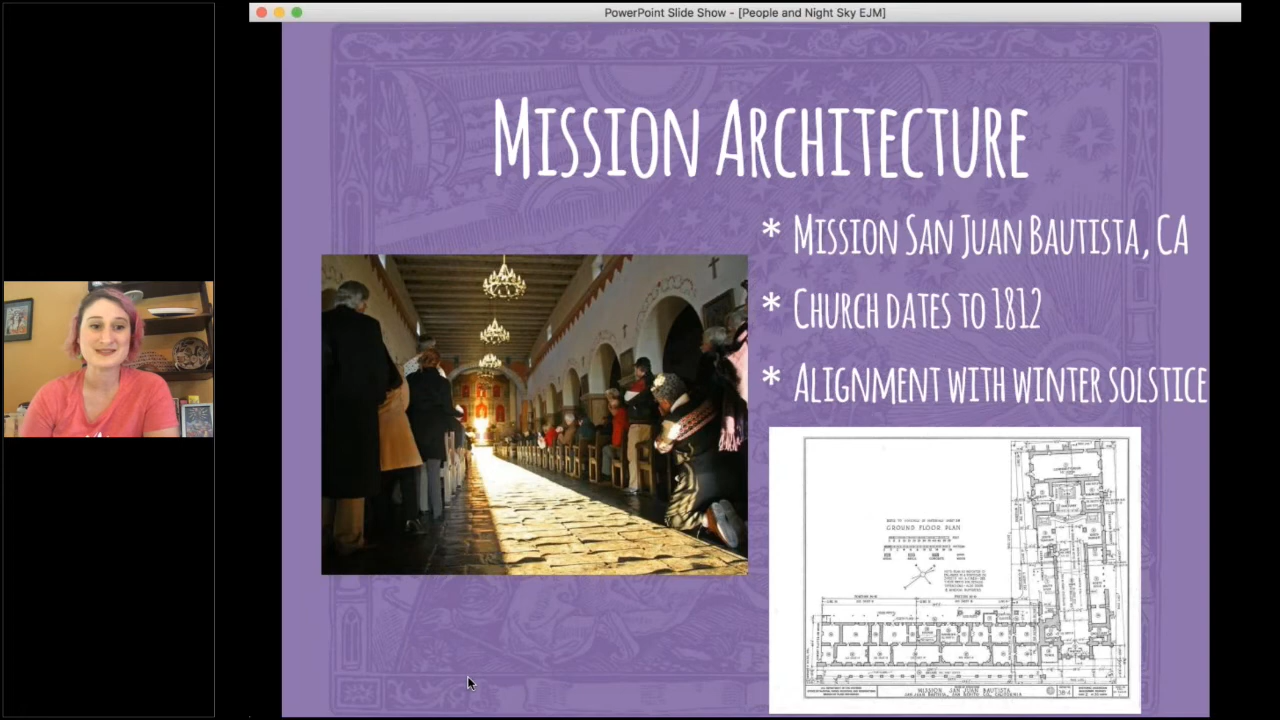 PowerPoint Slide Show - [People and Night Sky EJM]
MISSION ARCHITECTURE
* MISSION SAN JUAN BAUTISTA, CA
* CHURCH DATES TO 1812
* ALIGNMENT WITH WINTER SOLSTICE
GROUND FLOOR PLAN
MISSION SAN JUAN BAUTISTA